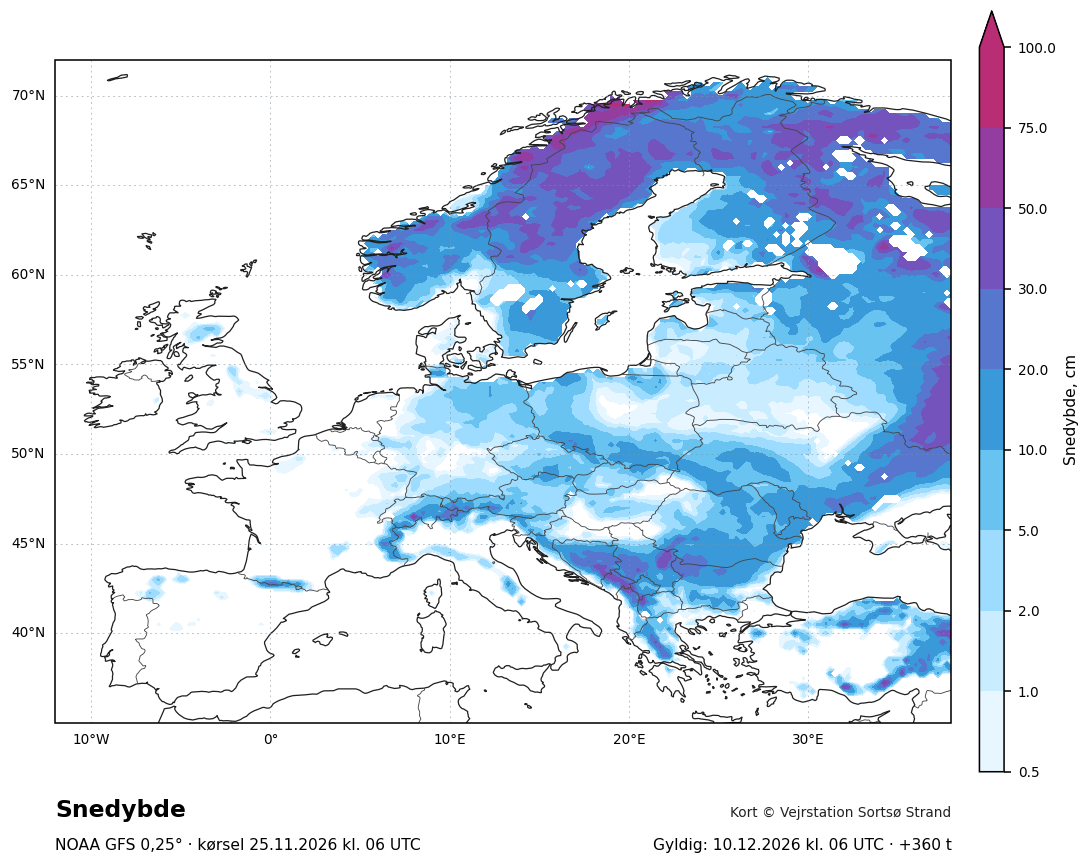 100.0
75.0
50.0
30.0
20.0
10.0
5.0
2.0
1.0
0.5
Snedybde, cm
70°N
65°N
60°N
55°N
50°N
45°N
40°N
10°W 0° 10°E 20°E 30°E
Snedybde
Kort © Vejrstation Sortsø Strand
NOAA GFS 0,25° · kørsel 25.11.2026 kl. 06 UTC
Gyldig: 10.12.2026 kl. 06 UTC · +360 t